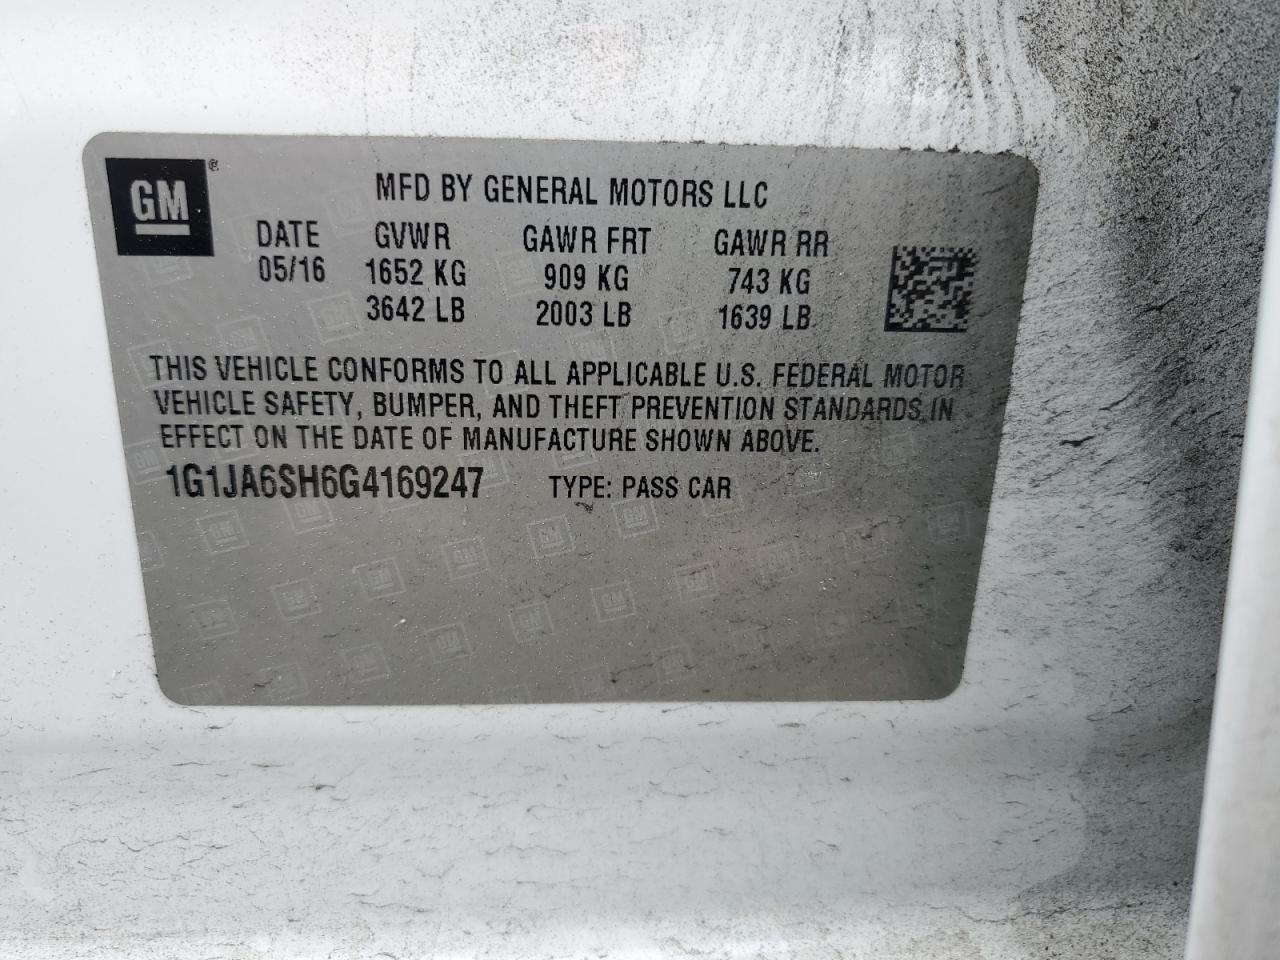 GM
MFD BY GENERAL MOTORS LLC
DATE GVWR GAWR FRT GAWR RR
05/16 1652 KG 909 KG 743 KG
3642 LB 2003 LB 1639 LB
THIS VEHICLE CONFORMS TO ALL APPLICABLE U.S. FEDERAL MOTOR
VEHICLE SAFETY, BUMPER, AND THEFT PREVENTION STANDARDS IN
EFFECT ON THE DATE OF MANUFACTURE SHOWN ABOVE.
1G1JA6SH6G4169247 TYPE: PASS CAR